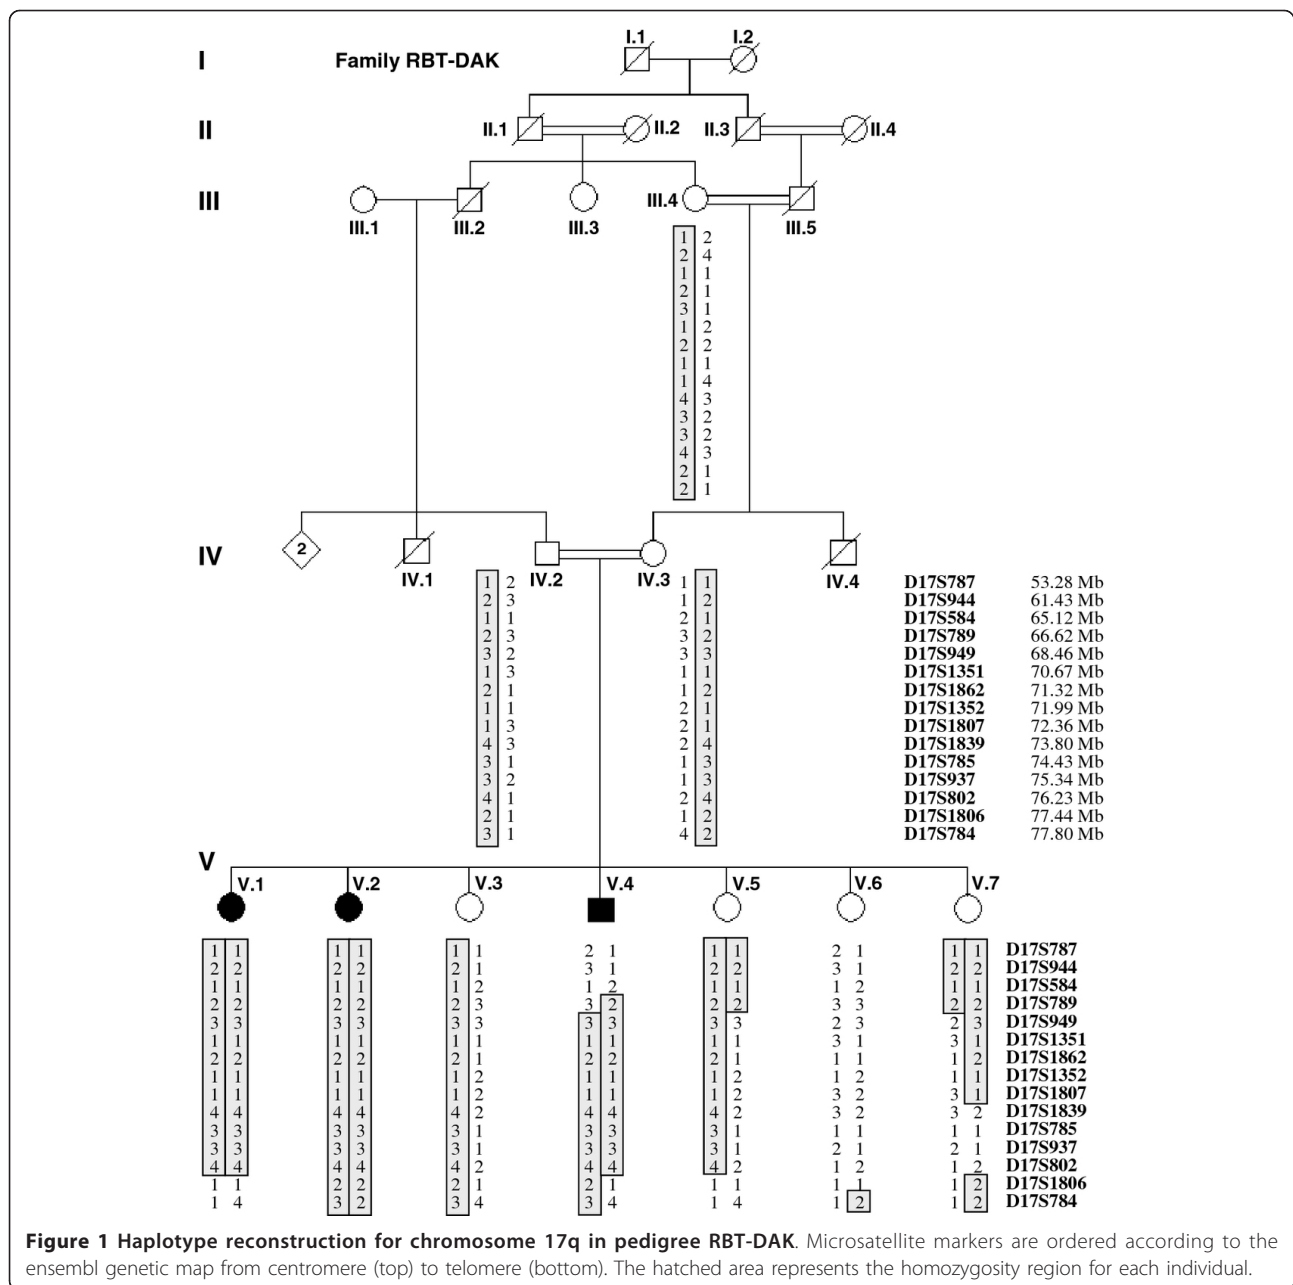 I Family RBT-DAK I.1 I.2
II II.1 II.2 II.3 II.4
III III.1 III.2 III.3 III.4 III.5
1 2
2 4
1 1
2 1
3 1
1 2
2 2
1 1
1 4
4 3
3 2
3 2
4 3
2 1
2 1
IV 2 IV.1 IV.2 IV.3 IV.4
1 2 1 1 D17S787 53.28 Mb
2 3 1 2 D17S944 61.43 Mb
1 1 2 1 D17S584 65.12 Mb
2 3 3 2 D17S789 66.62 Mb
3 2 3 3 D17S949 68.46 Mb
1 3 1 1 D17S1351 70.67 Mb
2 1 1 2 D17S1862 71.32 Mb
1 1 2 1 D17S1352 71.99 Mb
1 3 2 1 D17S1807 72.36 Mb
4 3 2 4 D17S1839 73.80 Mb
3 1 1 3 D17S785 74.43 Mb
3 2 1 3 D17S937 75.34 Mb
4 1 2 4 D17S802 76.23 Mb
2 1 1 2 D17S1806 77.44 Mb
3 1 4 2 D17S784 77.80 Mb
V V.1 V.2 V.3 V.4 V.5 V.6 V.7
1 1 1 1 1 1 2 1 1 1 2 1 1 1 D17S787
2 2 2 2 2 1 3 1 2 2 3 1 2 2 D17S944
1 1 1 1 1 2 1 2 1 1 1 2 1 1 D17S584
2 2 2 2 2 3 3 2 2 2 3 3 2 2 D17S789
3 3 3 3 3 3 3 3 3 3 2 3 2 3 D17S949
1 1 1 1 1 1 1 1 1 1 3 1 3 1 D17S1351
2 2 2 2 2 1 2 2 2 1 1 1 1 2 D17S1862
1 1 1 1 1 2 1 1 1 2 1 2 1 1 D17S1352
1 1 1 1 1 2 1 1 1 2 3 2 3 1 D17S1807
4 4 4 4 4 2 4 4 4 2 3 2 3 2 D17S1839
3 3 3 3 3 1 3 3 3 1 1 1 1 1 D17S785
3 3 3 3 3 1 3 3 3 1 2 1 2 1 D17S937
4 4 4 4 4 2 4 4 4 2 1 2 1 2 D17S802
1 1 2 2 2 1 2 1 1 1 1 1 1 2 D17S1806
1 4 3 2 3 4 3 4 1 4 1 2 1 2 D17S784
Figure 1 Haplotype reconstruction for chromosome 17q in pedigree RBT-DAK. Microsatellite markers are ordered according to the
ensembl genetic map from centromere (top) to telomere (bottom). The hatched area represents the homozygosity region for each individual.